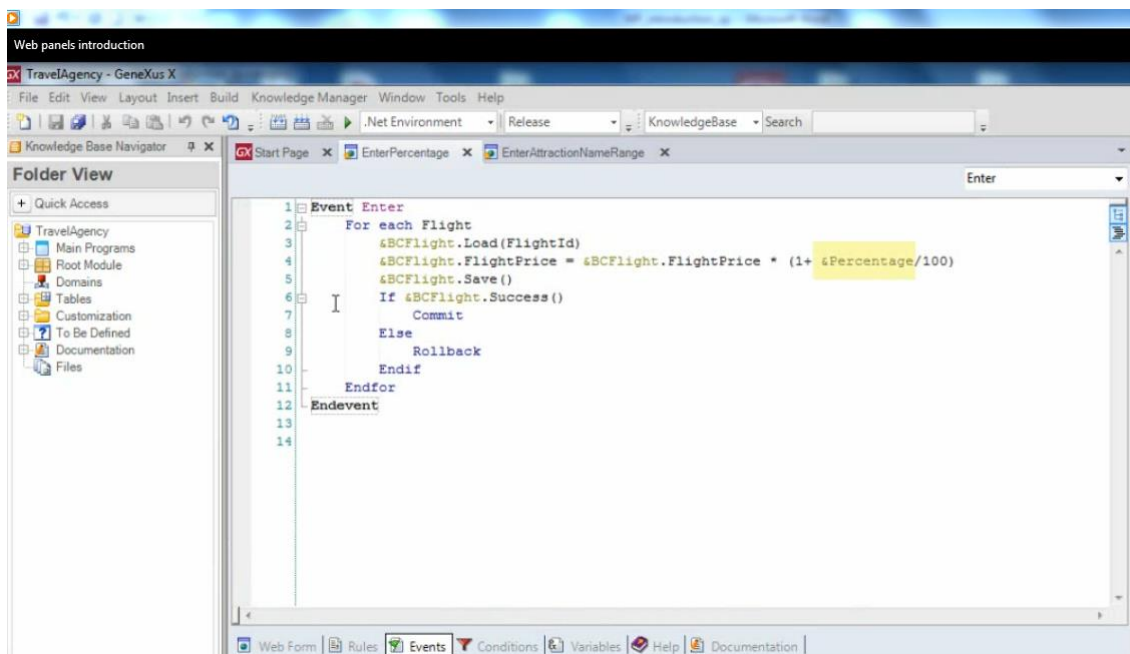 Web panels introduction
GX TravelAgency - GeneXus X
File Edit View Layout Insert Build Knowledge Manager Window Tools Help
.Net Environment Release KnowledgeBase Search
Knowledge Base Navigator
GX Start Page EnterPercentage EnterAttractionNameRange
Folder View
Enter
+ Quick Access
TravelAgency
Main Programs
Root Module
Domains
Tables
Customization
To Be Defined
Documentation
Files
1 Event Enter
2 For each Flight
3 &BCFlight.Load(FlightId)
4 &BCFlight.FlightPrice = &BCFlight.FlightPrice * (1+ &Percentage/100)
5 &BCFlight.Save()
6 If &BCFlight.Success()
7 Commit
8 Else
9 Rollback
10 Endif
11 Endfor
12 Endevent
13
14
Web Form Rules Events Conditions Variables Help Documentation